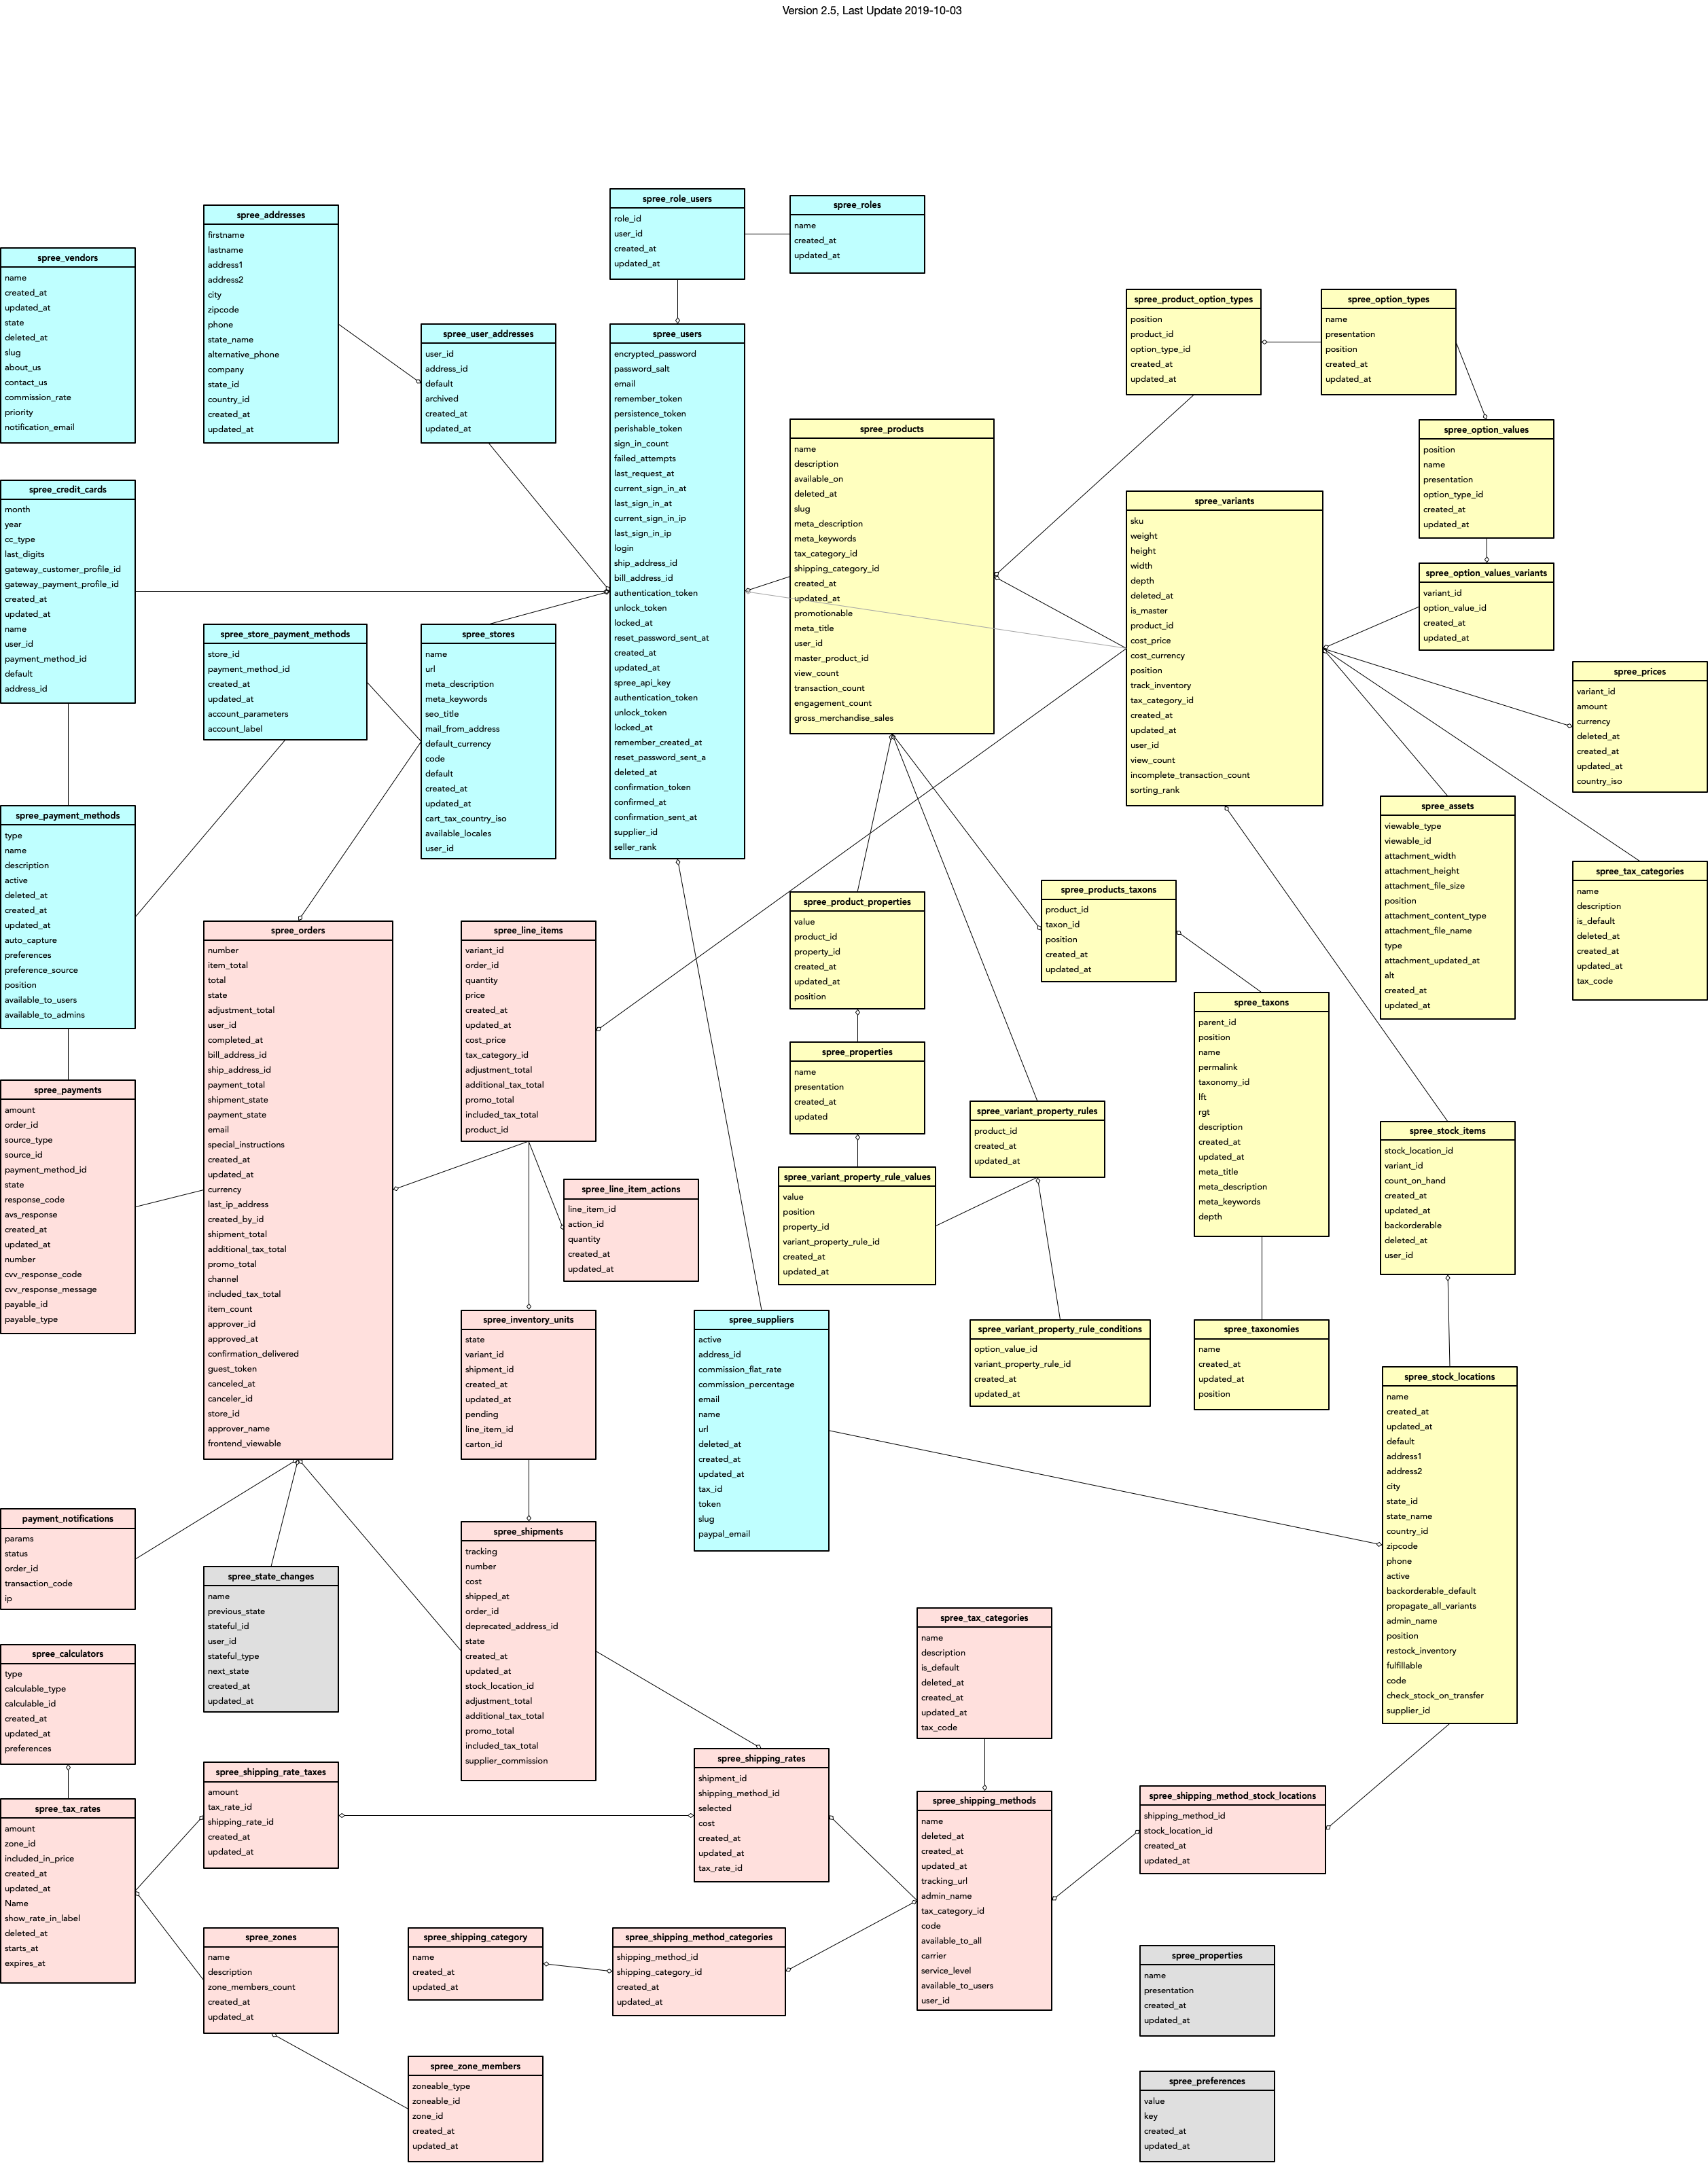 Version 2.5, Last Update 2019-10-03
spree_role_users
role_id
user_id
created_at
updated_at
spree_roles
name
created_at
updated_at
spree_addresses
firstname
lastname
address1
address2
city
zipcode
phone
state_name
alternative_phone
company
state_id
country_id
created_at
updated_at
spree_vendors
name
created_at
updated_at
state
deleted_at
slug
about_us
contact_us
commission_rate
priority
notification_email
spree_user_addresses
user_id
address_id
default
archived
created_at
updated_at
spree_users
encrypted_password
password_salt
email
remember_token
persistence_token
perishable_token
sign_in_count
failed_attempts
last_request_at
current_sign_in_at
last_sign_in_at
current_sign_in_ip
last_sign_in_ip
login
ship_address_id
bill_address_id
authentication_token
unlock_token
locked_at
reset_password_sent_at
created_at
updated_at
spree_api_key
authentication_token
unlock_token
locked_at
remember_created_at
reset_password_sent_a
deleted_at
confirmation_token
confirmed_at
confirmation_sent_at
supplier_id
seller_rank
spree_product_option_types
position
product_id
option_type_id
created_at
updated_at
spree_option_types
name
presentation
position
created_at
updated_at
spree_products
name
description
available_on
deleted_at
slug
meta_description
meta_keywords
tax_category_id
shipping_category_id
created_at
updated_at
promotionable
meta_title
user_id
master_product_id
view_count
transaction_count
engagement_count
gross_merchandise_sales
spree_option_values
position
name
presentation
option_type_id
created_at
updated_at
spree_variants
sku
weight
height
width
depth
deleted_at
is_master
product_id
cost_price
cost_currency
position
track_inventory
tax_category_id
created_at
updated_at
user_id
view_count
incomplete_transaction_count
sorting_rank
spree_option_values_variants
variant_id
option_value_id
created_at
updated_at
spree_credit_cards
month
year
cc_type
last_digits
gateway_customer_profile_id
gateway_payment_profile_id
created_at
updated_at
name
user_id
payment_method_id
default
address_id
spree_store_payment_methods
store_id
payment_method_id
created_at
updated_at
account_parameters
account_label
spree_stores
name
url
meta_description
meta_keywords
seo_title
mail_from_address
default_currency
code
default
created_at
updated_at
cart_tax_country_iso
available_locales
user_id
spree_prices
variant_id
amount
currency
deleted_at
created_at
updated_at
country_iso
spree_assets
viewable_type
viewable_id
attachment_width
attachment_height
attachment_file_size
position
attachment_content_type
attachment_file_name
type
attachment_updated_at
alt
created_at
updated_at
spree_tax_categories
name
description
is_default
deleted_at
created_at
updated_at
tax_code
spree_payment_methods
type
name
description
active
deleted_at
created_at
updated_at
auto_capture
preferences
preference_source
position
available_to_users
available_to_admins
spree_orders
number
item_total
total
state
adjustment_total
user_id
completed_at
bill_address_id
ship_address_id
payment_total
shipment_state
payment_state
email
special_instructions
created_at
updated_at
currency
last_ip_address
created_by_id
shipment_total
additional_tax_total
promo_total
channel
included_tax_total
item_count
approver_id
approved_at
confirmation_delivered
guest_token
canceled_at
canceler_id
store_id
approver_name
frontend_viewable
spree_line_items
variant_id
order_id
quantity
price
created_at
updated_at
cost_price
tax_category_id
adjustment_total
additional_tax_total
promo_total
included_tax_total
product_id
spree_product_properties
value
product_id
property_id
created_at
updated_at
position
spree_products_taxons
product_id
taxon_id
position
created_at
updated_at
spree_taxons
parent_id
position
name
permalink
taxonomy_id
lft
rgt
description
created_at
updated_at
meta_title
meta_description
meta_keywords
depth
spree_properties
name
presentation
created_at
updated
spree_payments
amount
order_id
source_type
source_id
payment_method_id
state
response_code
avs_response
created_at
updated_at
number
cvv_response_code
cvv_response_message
payable_id
payable_type
spree_variant_property_rules
product_id
created_at
updated_at
spree_stock_items
stock_location_id
variant_id
count_on_hand
created_at
updated_at
backorderable
deleted_at
user_id
spree_line_item_actions
line_item_id
action_id
quantity
created_at
updated_at
spree_variant_property_rule_values
value
position
property_id
variant_property_rule_id
created_at
updated_at
spree_inventory_units
state
variant_id
shipment_id
created_at
updated_at
pending
line_item_id
carton_id
spree_suppliers
active
address_id
commission_flat_rate
commission_percentage
email
name
url
deleted_at
created_at
updated_at
tax_id
token
slug
paypal_email
spree_variant_property_rule_conditions
option_value_id
variant_property_rule_id
created_at
updated_at
spree_taxonomies
name
created_at
updated_at
position
spree_stock_locations
name
created_at
updated_at
default
address1
address2
city
state_id
state_name
country_id
zipcode
phone
active
backorderable_default
propagate_all_variants
admin_name
position
restock_inventory
fulfillable
code
check_stock_on_transfer
supplier_id
payment_notifications
params
status
order_id
transaction_code
ip
spree_state_changes
name
previous_state
stateful_id
user_id
stateful_type
next_state
created_at
updated_at
spree_shipments
tracking
number
cost
shipped_at
order_id
deprecated_address_id
state
created_at
updated_at
stock_location_id
adjustment_total
additional_tax_total
promo_total
included_tax_total
supplier_commission
spree_tax_categories
name
description
is_default
deleted_at
created_at
updated_at
tax_code
spree_calculators
type
calculable_type
calculable_id
created_at
updated_at
preferences
spree_shipping_rate_taxes
amount
tax_rate_id
shipping_rate_id
created_at
updated_at
spree_shipping_rates
shipment_id
shipping_method_id
selected
cost
created_at
updated_at
tax_rate_id
spree_shipping_methods
name
deleted_at
created_at
updated_at
tracking_url
admin_name
tax_category_id
code
available_to_all
carrier
service_level
available_to_users
user_id
spree_shipping_method_stock_locations
shipping_method_id
stock_location_id
created_at
updated_at
spree_tax_rates
amount
zone_id
included_in_price
created_at
updated_at
Name
show_rate_in_label
deleted_at
starts_at
expires_at
spree_zones
name
description
zone_members_count
created_at
updated_at
spree_shipping_category
name
created_at
updated_at
spree_shipping_method_categories
shipping_method_id
shipping_category_id
created_at
updated_at
spree_properties
name
presentation
created_at
updated_at
spree_zone_members
zoneable_type
zoneable_id
zone_id
created_at
updated_at
spree_preferences
value
key
created_at
updated_at